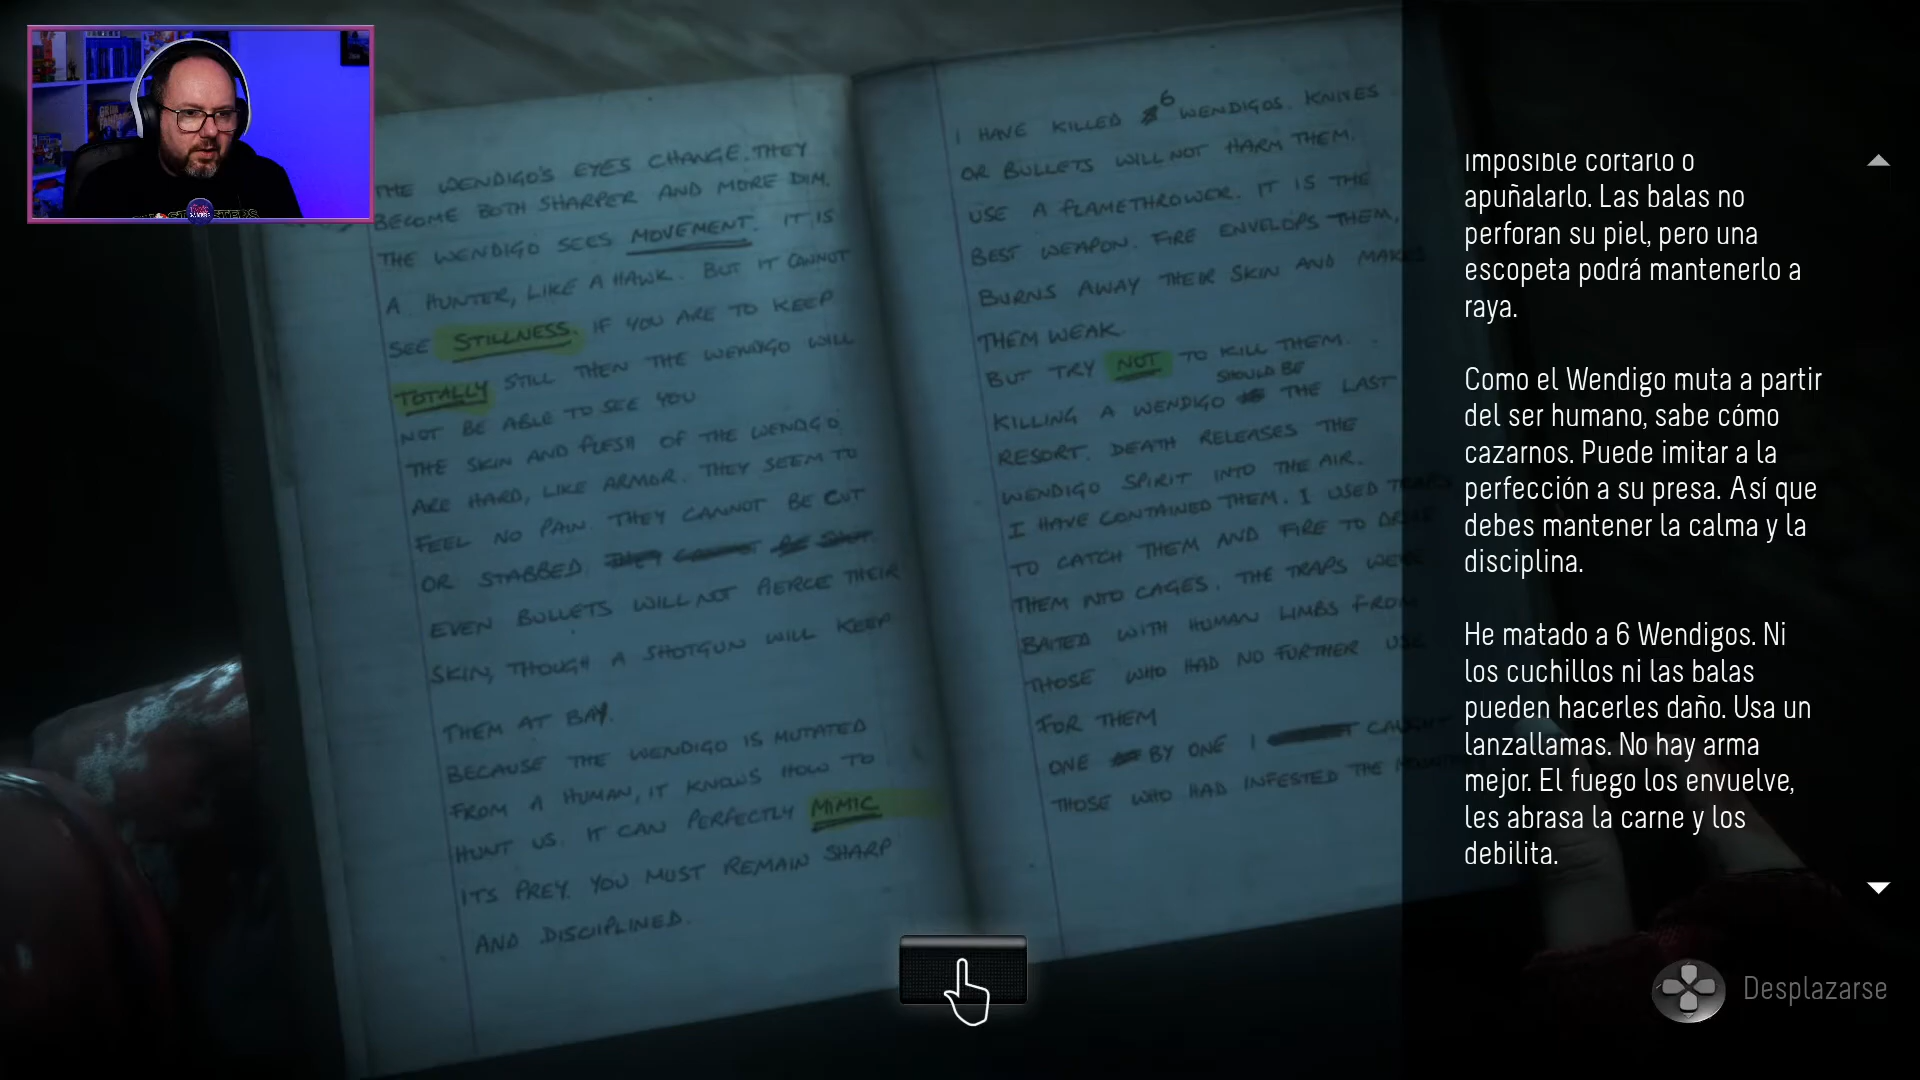 THE WENDIGO'S EYES CHANGE. THEY
BECOME BOTH SHARPER AND MORE DIM.
THE WENDIGO SEES MOVEMENT. IT IS
A HUNTER, LIKE A HAWK. BUT IT CANNOT
SEE STILLNESS. IF YOU ARE TO KEEP
TOTALLY STILL THEN THE WENDIGO WILL
NOT BE ABLE TO SEE YOU
THE SKIN AND FLESH OF THE WENDIGO
ARE HARD, LIKE ARMOR. THEY SEEM TO
FEEL NO PAIN. THEY CANNOT BE CUT
OR STABBED
EVEN BULLETS WILL NOT PIERCE THEIR
SKIN, THOUGH A SHOTGUN WILL KEEP
THEM AT BAY.
BECAUSE THE WENDIGO IS MUTATED
FROM A HUMAN, IT KNOWS HOW TO
HUNT US. IT CAN PERFECTLY MIMIC
ITS PREY. YOU MUST REMAIN SHARP
AND DISCIPLINED.
I HAVE KILLED 6 WENDIGOS. KNIVES
OR BULLETS WILL NOT HARM THEM.
USE A FLAMETHROWER. IT IS THE
BEST WEAPON. FIRE ENVELOPS THEM,
BURNS AWAY THEIR SKIN AND MAKES
THEM WEAK.
BUT TRY NOT TO KILL THEM.
KILLING A WENDIGO SHOULD BE THE LAST
RESORT. DEATH RELEASES THE
WENDIGO SPIRIT INTO THE AIR.
I HAVE CONTAINED THEM. I USED TRAPS
TO CATCH THEM AND FIRE TO DRIVE
THEM INTO CAGES. THE TRAPS WERE
BAITED WITH HUMAN LIMBS FROM
THOSE WHO HAD NO FURTHER USE
FOR THEM
ONE BY ONE I CAUGHT
THOSE WHO HAD INFESTED THE
Imposible cortarlo o
apuñalarlo. Las balas no
perforan su piel, pero una
escopeta podrá mantenerlo a
raya.
Como el Wendigo muta a partir
del ser humano, sabe cómo
cazarnos. Puede imitar a la
perfección a su presa. Así que
debes mantener la calma y la
disciplina.
He matado a 6 Wendigos. Ni
los cuchillos ni las balas
pueden hacerles daño. Usa un
lanzallamas. No hay arma
mejor. El fuego los envuelve,
les abrasa la carne y los
debilita.
Desplazarse